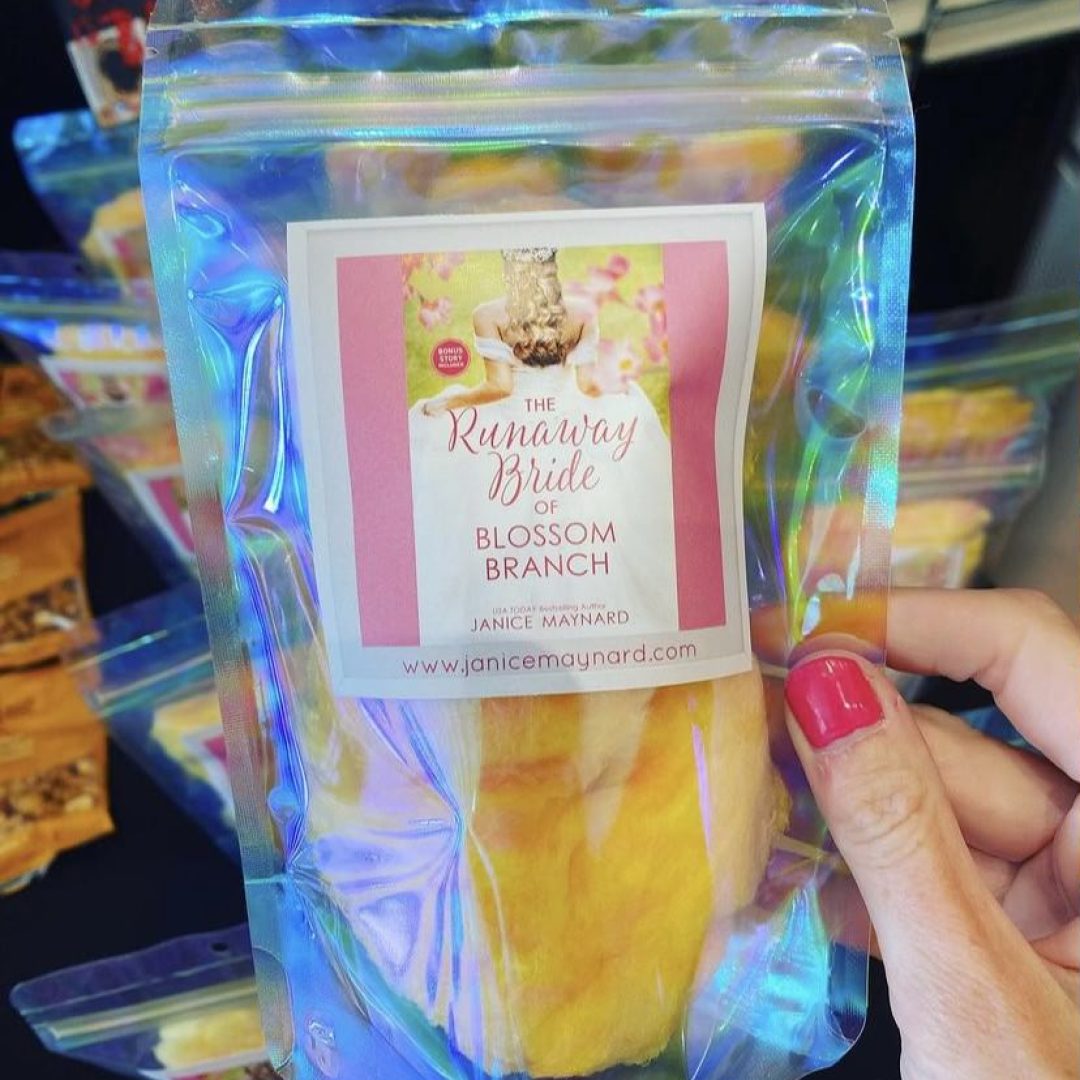 BONUS
STORY
INCLUDED
THE
Runaway
Bride
OF
BLOSSOM
BRANCH
USA TODAY Bestselling Author
JANICE MAYNARD
www.janicemaynard.com